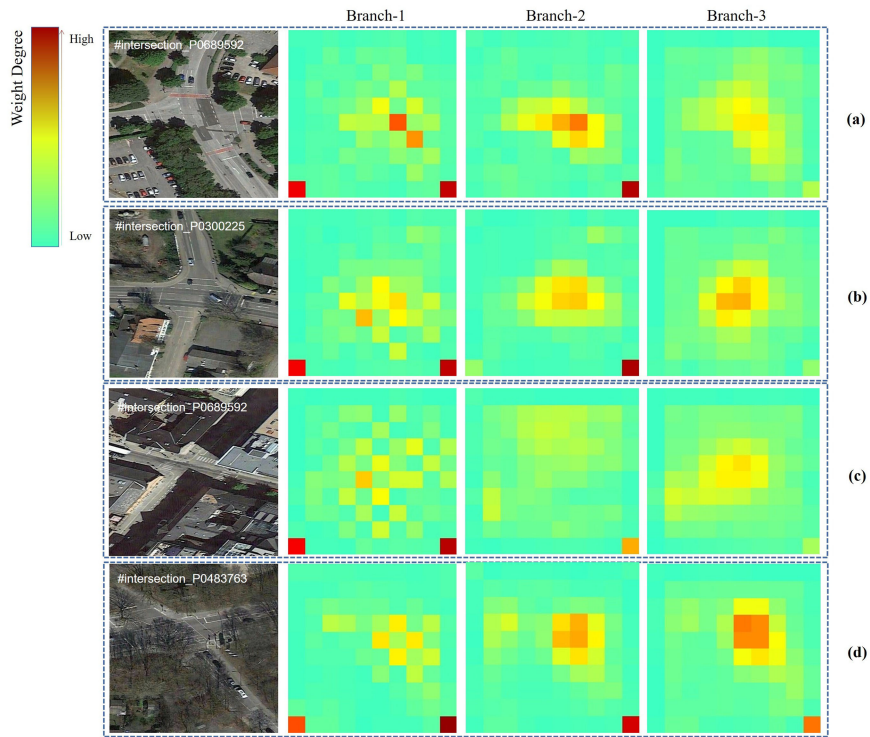 Branch-1 Branch-2 Branch-3
Weight Degree
High
Low
#intersection_P0689592
(a)
#intersection_P0300225
(b)
#intersection_P0689592
(c)
#intersection_P0483763
(d)